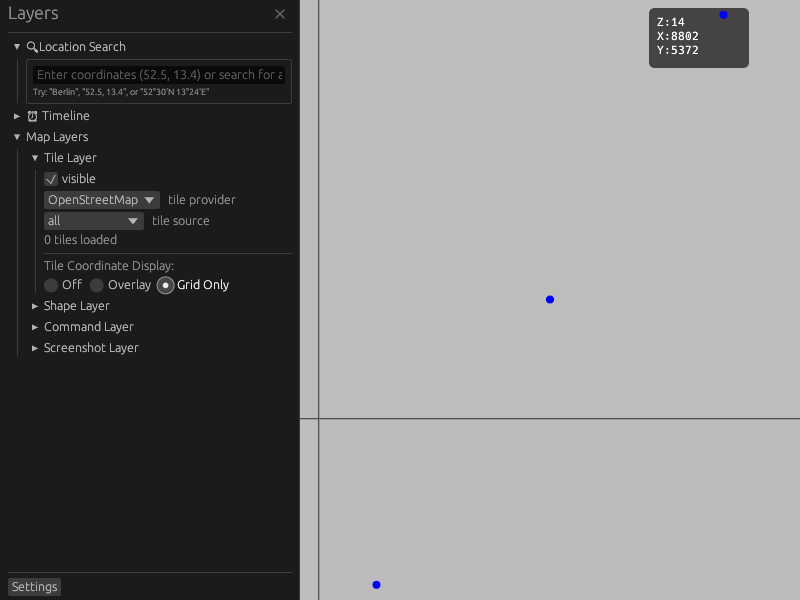 Layers
Location Search
Enter coordinates (52.5, 13.4) or search for a
Try: "Berlin", "52.5, 13.4", or "52°30'N 13°24'E"
Timeline
Map Layers
Tile Layer
visible
OpenStreetMap tile provider
all tile source
0 tiles loaded
Tile Coordinate Display:
Off Overlay Grid Only
Shape Layer
Command Layer
Screenshot Layer
Settings
Z:14
X:8802
Y:5372